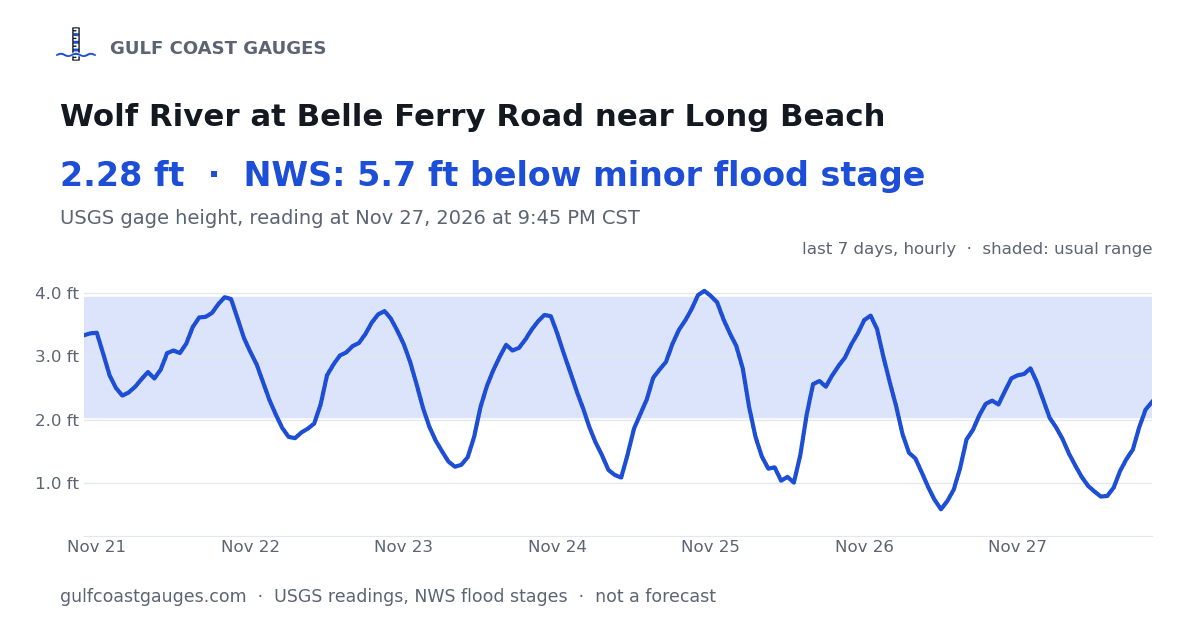 GULF COAST GAUGES
Wolf River at Belle Ferry Road near Long Beach
2.28 ft · NWS: 5.7 ft below minor flood stage
USGS gage height, reading at Nov 27, 2026 at 9:45 PM CST
last 7 days, hourly · shaded: usual range
4.0 ft
3.0 ft
2.0 ft
1.0 ft
Nov 21 Nov 22 Nov 23 Nov 24 Nov 25 Nov 26 Nov 27
gulfcoastgauges.com · USGS readings, NWS flood stages · not a forecast